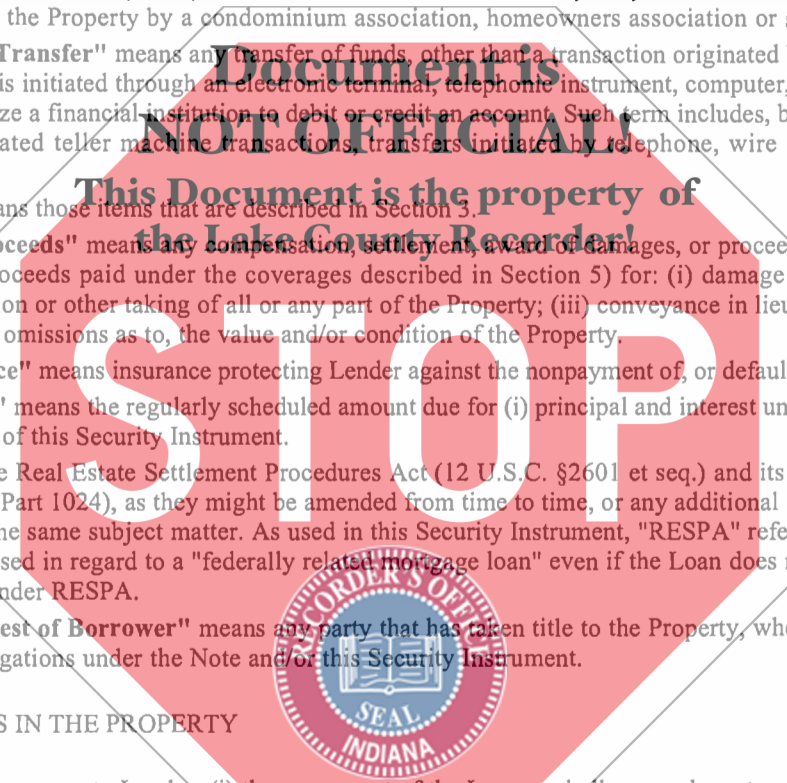 the Property by a condominium association, homeowners association or
Transfer" means any transfer of funds, other than a transaction originated
Document is
is initiated through an electronic terminal, telephonic instrument, computer,
ze a financial institution to debit or credit an account. Such term includes, b
NOT OFFICIAL!
ated teller machine transactions, transfers initiated by telephone, wire
This Document is the property of
ans those items that are described in Section 3.
the Lake County Recorder!
oceeds" means any compensation, settlement, award of damages, or procee
oceeds paid under the coverages described in Section 5) for: (i) damage
on or other taking of all or any part of the Property; (iii) conveyance in lieu
omissions as to, the value and/or condition of the Property.
ce" means insurance protecting Lender against the nonpayment of, or defaul
" means the regularly scheduled amount due for (i) principal and interest un
of this Security Instrument.
STOP
e Real Estate Settlement Procedures Act (12 U.S.C. §2601 et seq.) and its
Part 1024), as they might be amended from time to time, or any additional
he same subject matter. As used in this Security Instrument, "RESPA" refe
sed in regard to a "federally related mortgage loan" even if the Loan does
nder RESPA.
est of Borrower" means any party that has taken title to the Property, whe
gations under the Note and/or this Security Instrument.
RECORDER'S OFFICE
SEAL
INDIANA
S IN THE PROPERTY